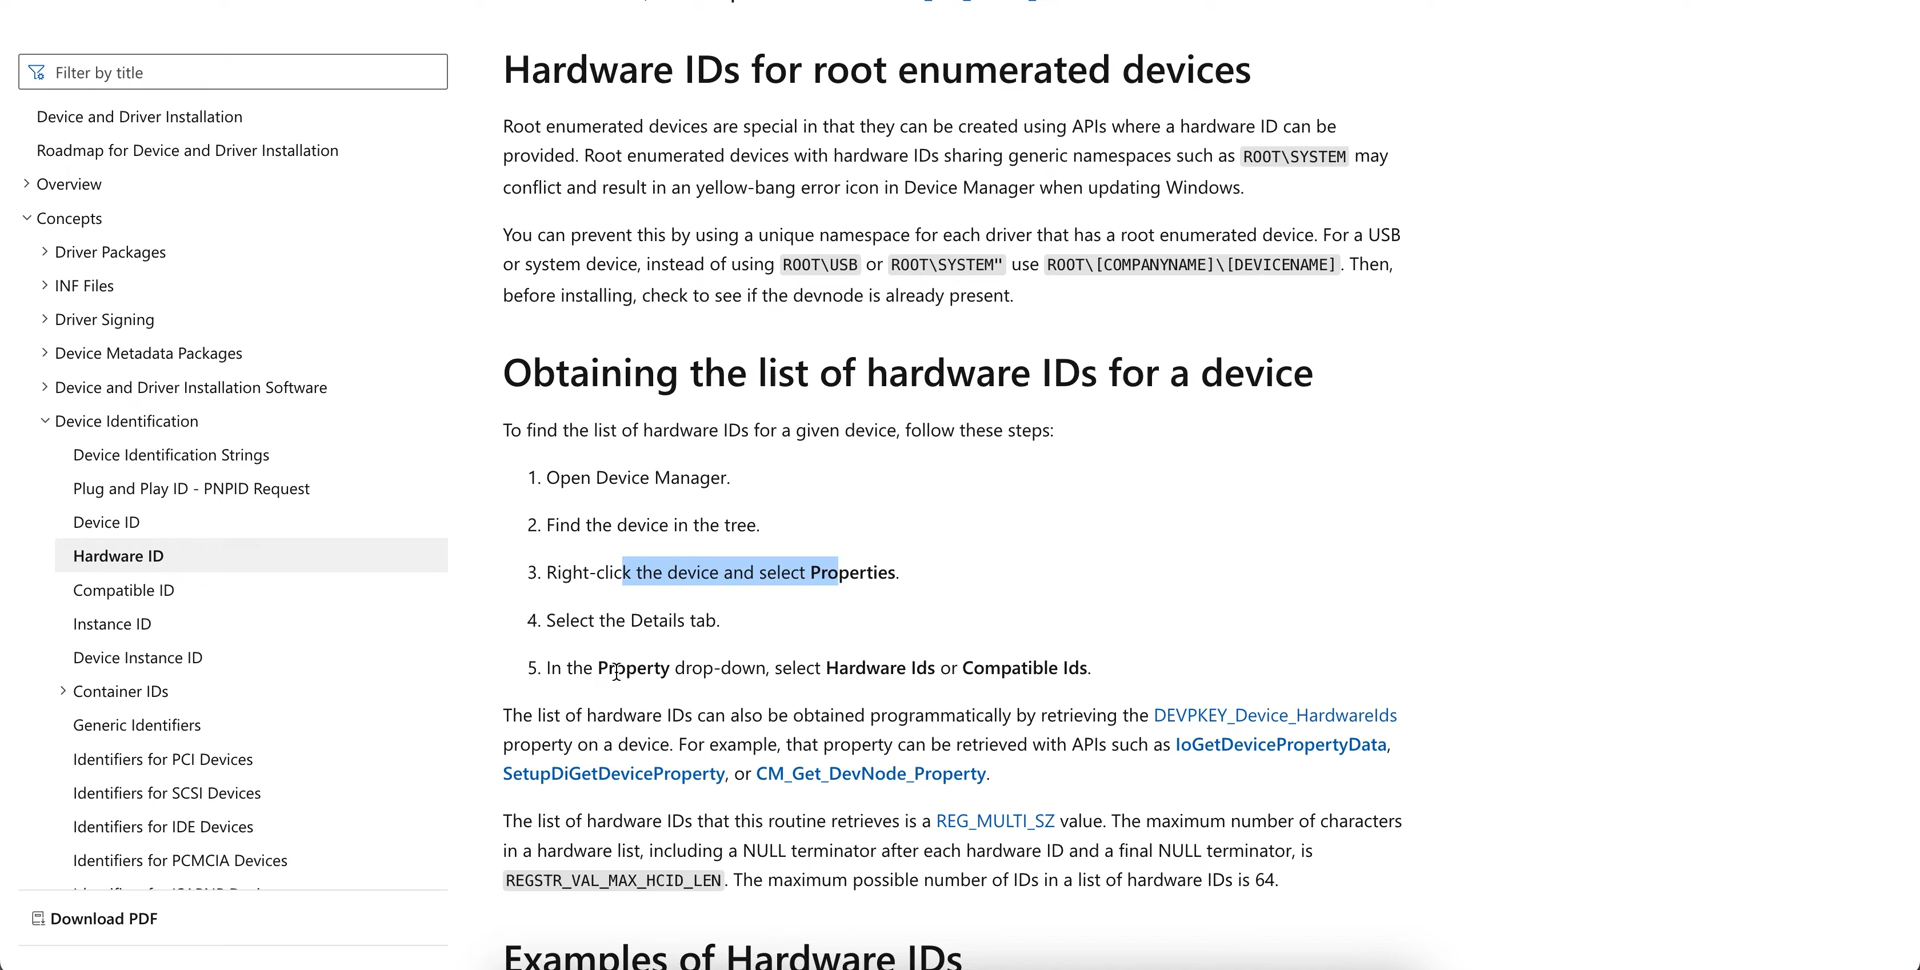 Filter by title
Device and Driver Installation
Roadmap for Device and Driver Installation
Overview
Concepts
Driver Packages
INF Files
Driver Signing
Device Metadata Packages
Device and Driver Installation Software
Device Identification
Device Identification Strings
Plug and Play ID - PNPID Request
Device ID
Hardware ID
Compatible ID
Instance ID
Device Instance ID
Container IDs
Generic Identifiers
Identifiers for PCI Devices
Identifiers for SCSI Devices
Identifiers for IDE Devices
Identifiers for PCMCIA Devices
Download PDF
Hardware IDs for root enumerated devices
Root enumerated devices are special in that they can be created using APIs where a hardware ID can be
provided. Root enumerated devices with hardware IDs sharing generic namespaces such as ROOT\SYSTEM may
conflict and result in an yellow-bang error icon in Device Manager when updating Windows.
You can prevent this by using a unique namespace for each driver that has a root enumerated device. For a USB
or system device, instead of using ROOT\USB or ROOT\SYSTEM" use ROOT\[COMPANYNAME]\[DEVICENAME]. Then,
before installing, check to see if the devnode is already present.
Obtaining the list of hardware IDs for a device
To find the list of hardware IDs for a given device, follow these steps:
1. Open Device Manager.
2. Find the device in the tree.
3. Right-click the device and select Properties.
4. Select the Details tab.
5. In the Property drop-down, select Hardware Ids or Compatible Ids.
The list of hardware IDs can also be obtained programmatically by retrieving the DEVPKEY_Device_HardwareIds
property on a device. For example, that property can be retrieved with APIs such as IoGetDevicePropertyData,
SetupDiGetDeviceProperty, or CM_Get_DevNode_Property.
The list of hardware IDs that this routine retrieves is a REG_MULTI_SZ value. The maximum number of characters
in a hardware list, including a NULL terminator after each hardware ID and a final NULL terminator, is
REGSTR_VAL_MAX_HCID_LEN. The maximum possible number of IDs in a list of hardware IDs is 64.
Examples of Hardware IDs